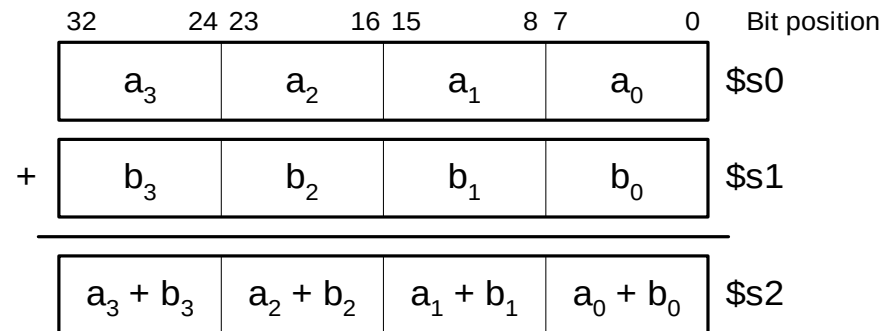 32 24 23 16 15 8 7 0 Bit position
a₃ a₂ a₁ a₀ $s0
+ b₃ b₂ b₁ b₀ $s1
a₃ + b₃ a₂ + b₂ a₁ + b₁ a₀ + b₀ $s2